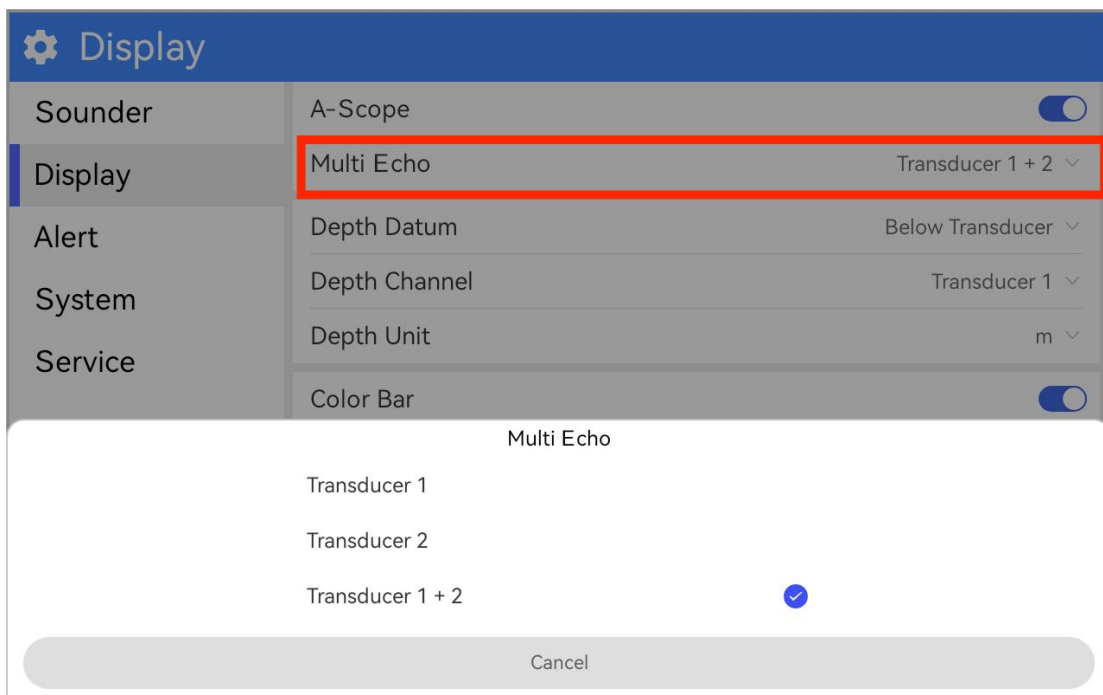 Display
Sounder
Display
Alert
System
Service
A-Scope
Multi Echo Transducer 1 + 2
Depth Datum Below Transducer
Depth Channel Transducer 1
Depth Unit m
Color Bar
Multi Echo
Transducer 1
Transducer 2
Transducer 1 + 2
Cancel